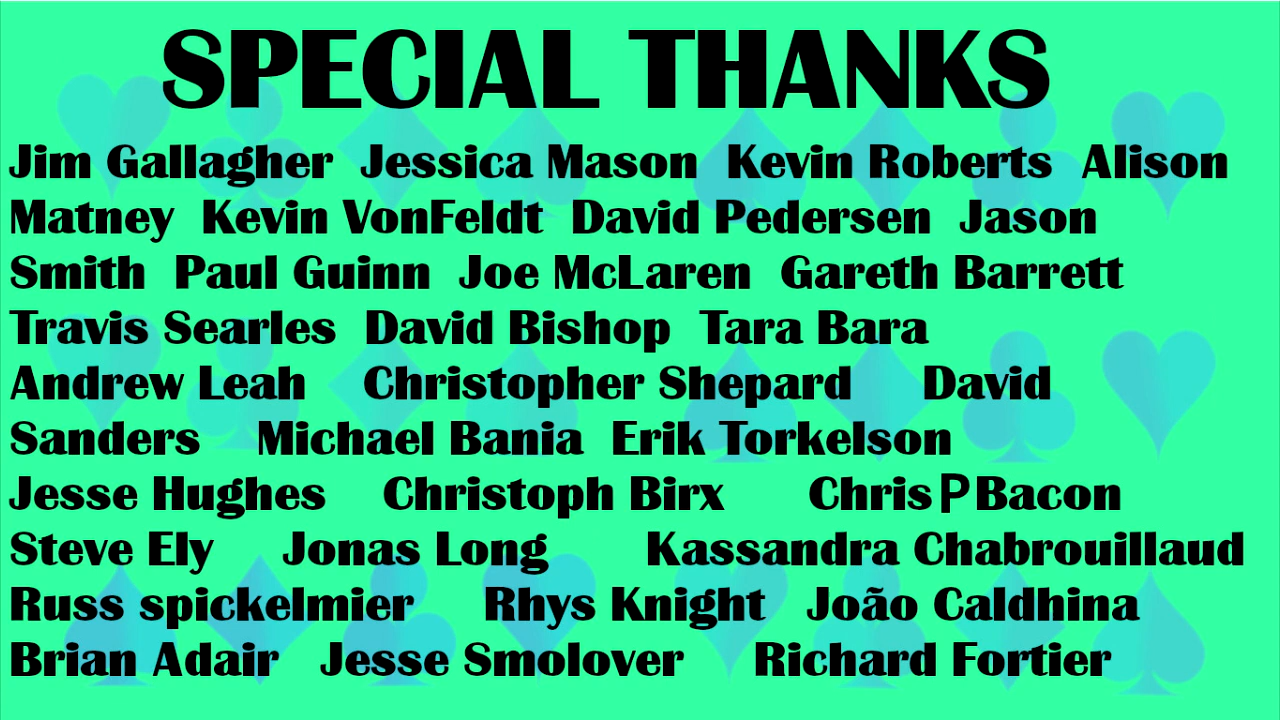 SPECIAL THANKS
Jim Gallagher Jessica Mason Kevin Roberts Alison
Matney Kevin VonFeldt David Pedersen Jason
Smith Paul Guinn Joe McLaren Gareth Barrett
Travis Searles David Bishop Tara Bara
Andrew Leah Christopher Shepard David
Sanders Michael Bania Erik Torkelson
Jesse Hughes Christoph Birx Chris P Bacon
Steve Ely Jonas Long Kassandra Chabrouillaud
Russ spickelmier Rhys Knight João Caldhina
Brian Adair Jesse Smolover Richard Fortier